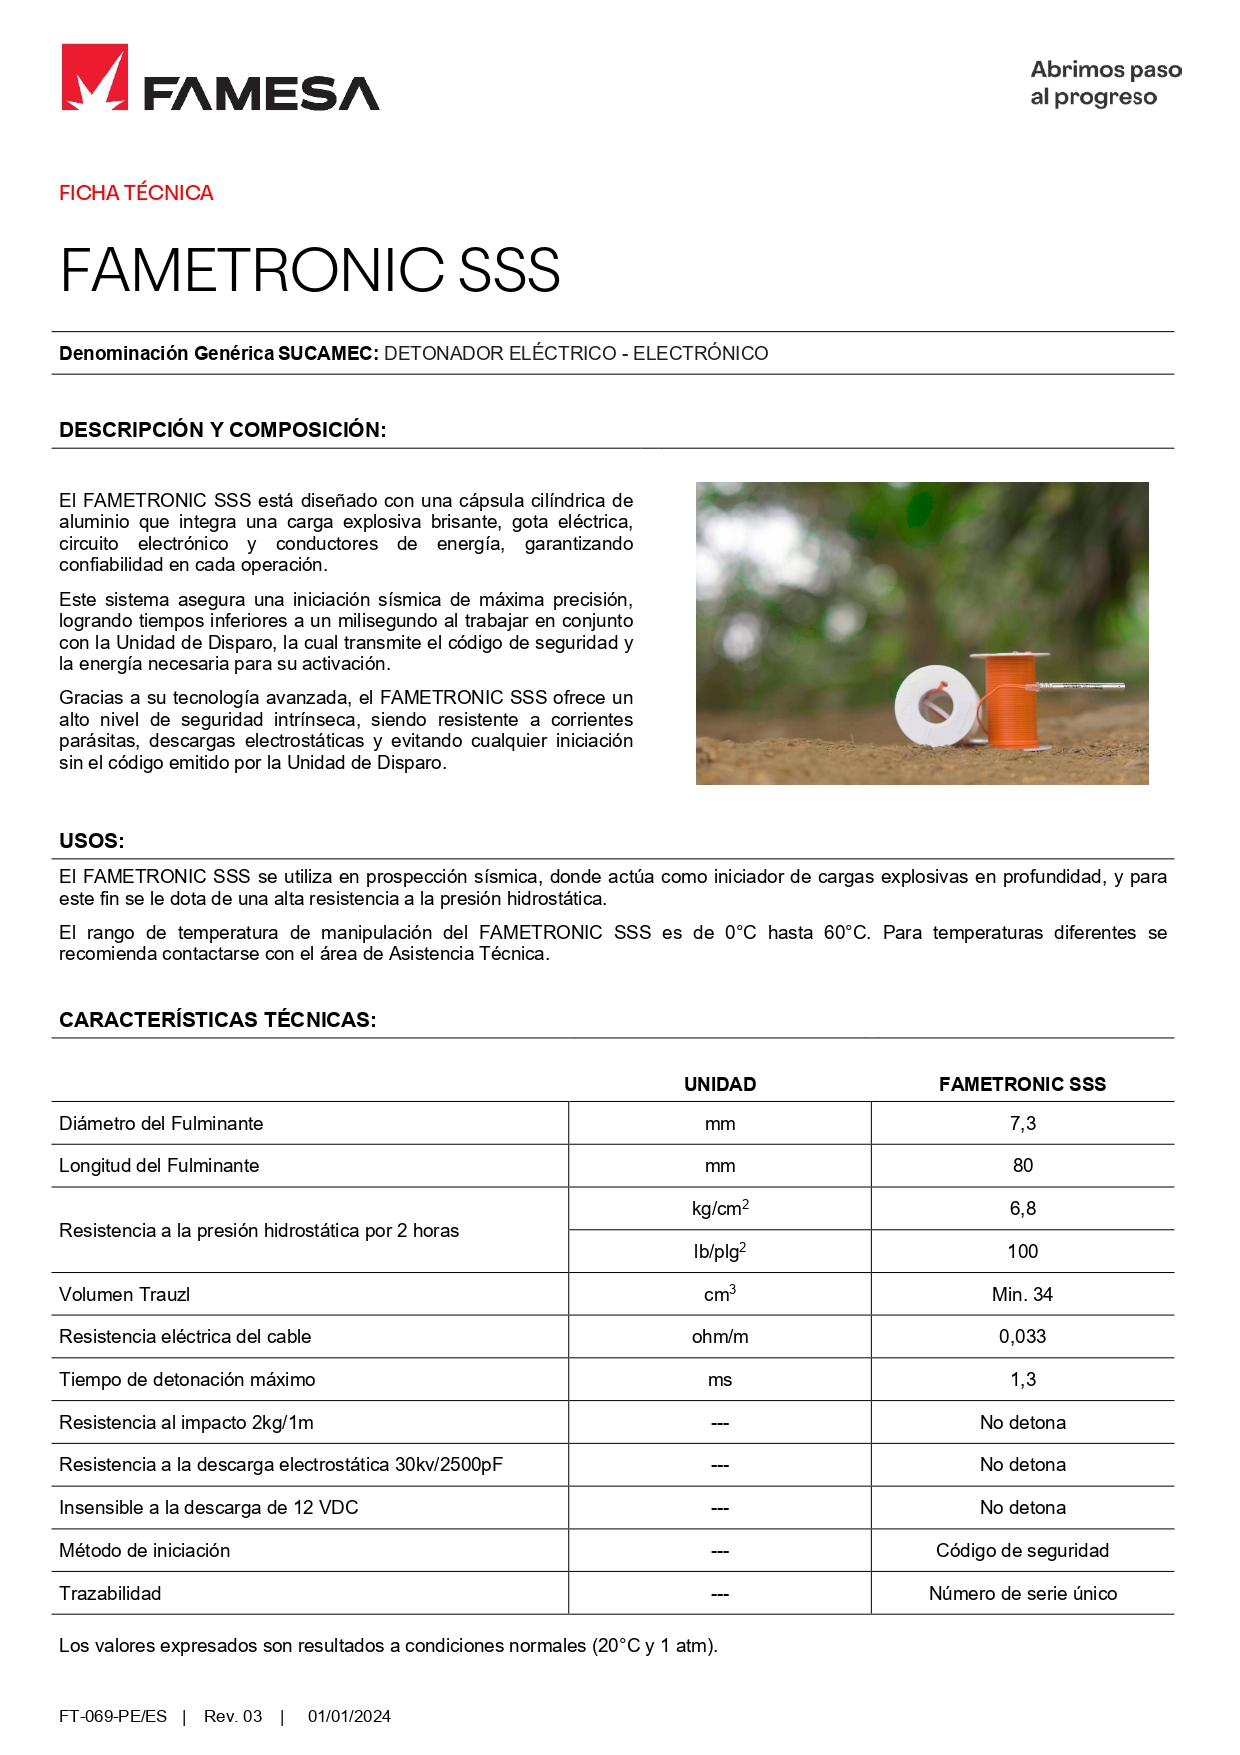 FAMESA
Abrimos paso
al progreso
FICHA TÉCNICA
FAMETRONIC SSS
Denominación Genérica SUCAMEC: DETONADOR ELÉCTRICO - ELECTRÓNICO
DESCRIPCIÓN Y COMPOSICIÓN:
El FAMETRONIC SSS está diseñado con una cápsula cilíndrica de
aluminio que integra una carga explosiva brisante, gota eléctrica,
circuito electrónico y conductores de energía, garantizando
confiabilidad en cada operación.
Este sistema asegura una iniciación sísmica de máxima precisión,
logrando tiempos inferiores a un milisegundo al trabajar en conjunto
con la Unidad de Disparo, la cual transmite el código de seguridad y
la energía necesaria para su activación.
Gracias a su tecnología avanzada, el FAMETRONIC SSS ofrece un
alto nivel de seguridad intrínseca, siendo resistente a corrientes
parásitas, descargas electrostáticas y evitando cualquier iniciación
sin el código emitido por la Unidad de Disparo.
USOS:
El FAMETRONIC SSS se utiliza en prospección sísmica, donde actúa como iniciador de cargas explosivas en profundidad, y para
este fin se le dota de una alta resistencia a la presión hidrostática.
El rango de temperatura de manipulación del FAMETRONIC SSS es de 0°C hasta 60°C. Para temperaturas diferentes se
recomienda contactarse con el área de Asistencia Técnica.
CARACTERÍSTICAS TÉCNICAS:
UNIDAD FAMETRONIC SSS
Diámetro del Fulminante mm 7,3
Longitud del Fulminante mm 80
Resistencia a la presión hidrostática por 2 horas kg/cm² 6,8
lb/plg² 100
Volumen Trauzl cm³ Min. 34
Resistencia eléctrica del cable ohm/m 0,033
Tiempo de detonación máximo ms 1,3
Resistencia al impacto 2kg/1m --- No detona
Resistencia a la descarga electrostática 30kv/2500pF --- No detona
Insensible a la descarga de 12 VDC --- No detona
Método de iniciación --- Código de seguridad
Trazabilidad --- Número de serie único
Los valores expresados son resultados a condiciones normales (20°C y 1 atm).
FT-069-PE/ES | Rev. 03 | 01/01/2024